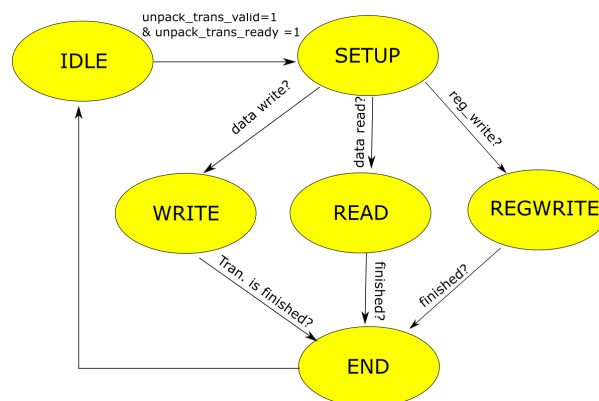 unpack_trans_valid=1
& unpack_trans_ready =1
IDLE
SETUP
data write?
data read?
reg_write?
WRITE
READ
REGWRITE
Tran. is finished?
finished?
finished?
END